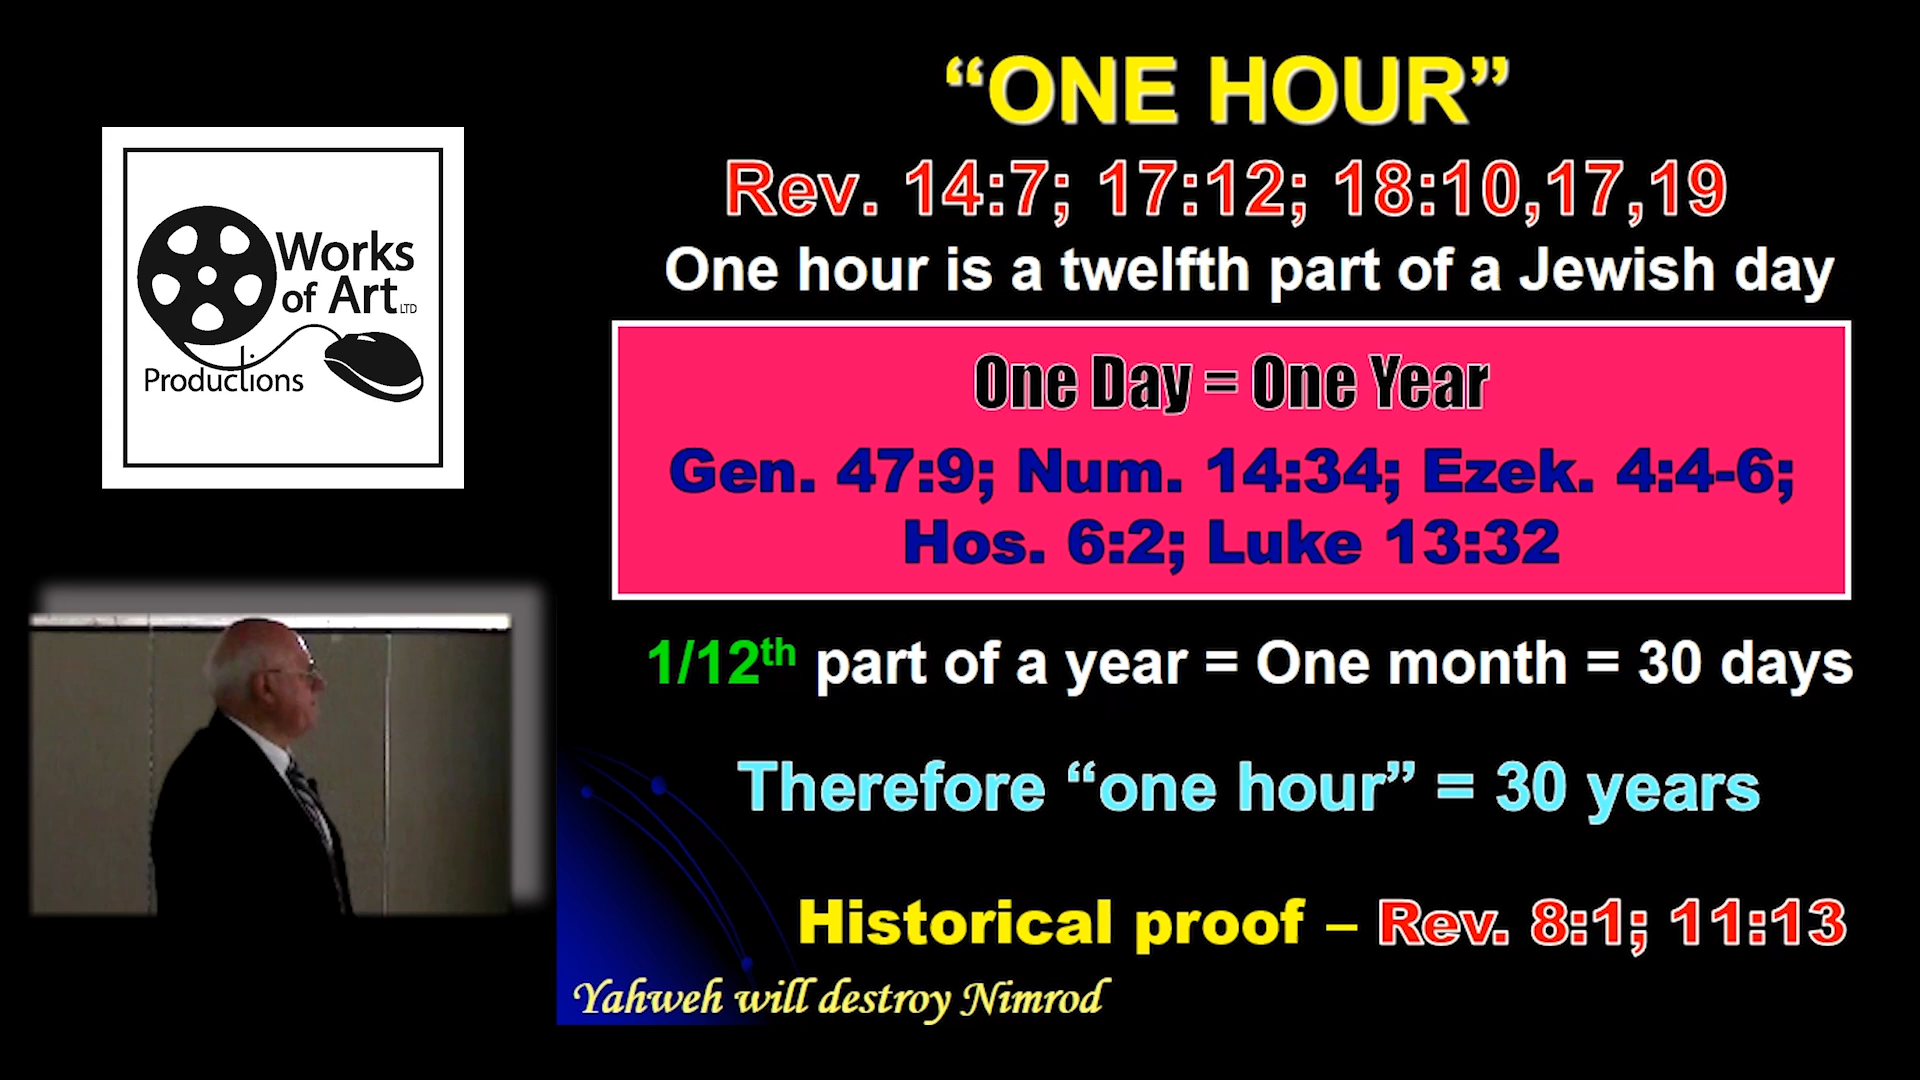 Works
of Art LTD
Productions
“ONE HOUR”
Rev. 14:7; 17:12; 18:10,17,19
One hour is a twelfth part of a Jewish day
One Day = One Year
Gen. 47:9; Num. 14:34; Ezek. 4:4-6;
Hos. 6:2; Luke 13:32
1/12th part of a year = One month = 30 days
Therefore “one hour” = 30 years
Historical proof – Rev. 8:1; 11:13
Yahweh will destroy Nimrod